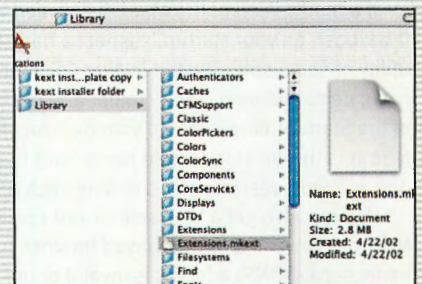 Library
cations
kext inst...plate copy
kext installer folder
Library
Authenticators
Caches
CFMSupport
Classic
ColorPickers
Colors
ColorSync
Components
CoreServices
Displays
DTDs
Extensions
Extensions.mkext
Filesystems
Find
Fonts
Name: Extensions.mk
ext
Kind: Document
Size: 2.8 MB
Created: 4/22/02
Modified: 4/22/02